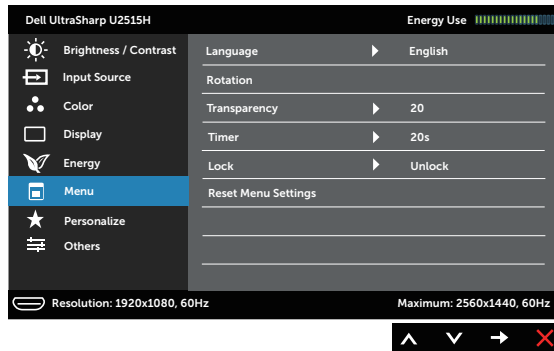 Dell UltraSharp U2515H Energy Use
Brightness / Contrast Language English
Input Source Rotation
Color Transparency 20
Display Timer 20s
Energy Lock Unlock
Menu Reset Menu Settings
Personalize
Others
Resolution: 1920x1080, 60Hz Maximum: 2560x1440, 60Hz